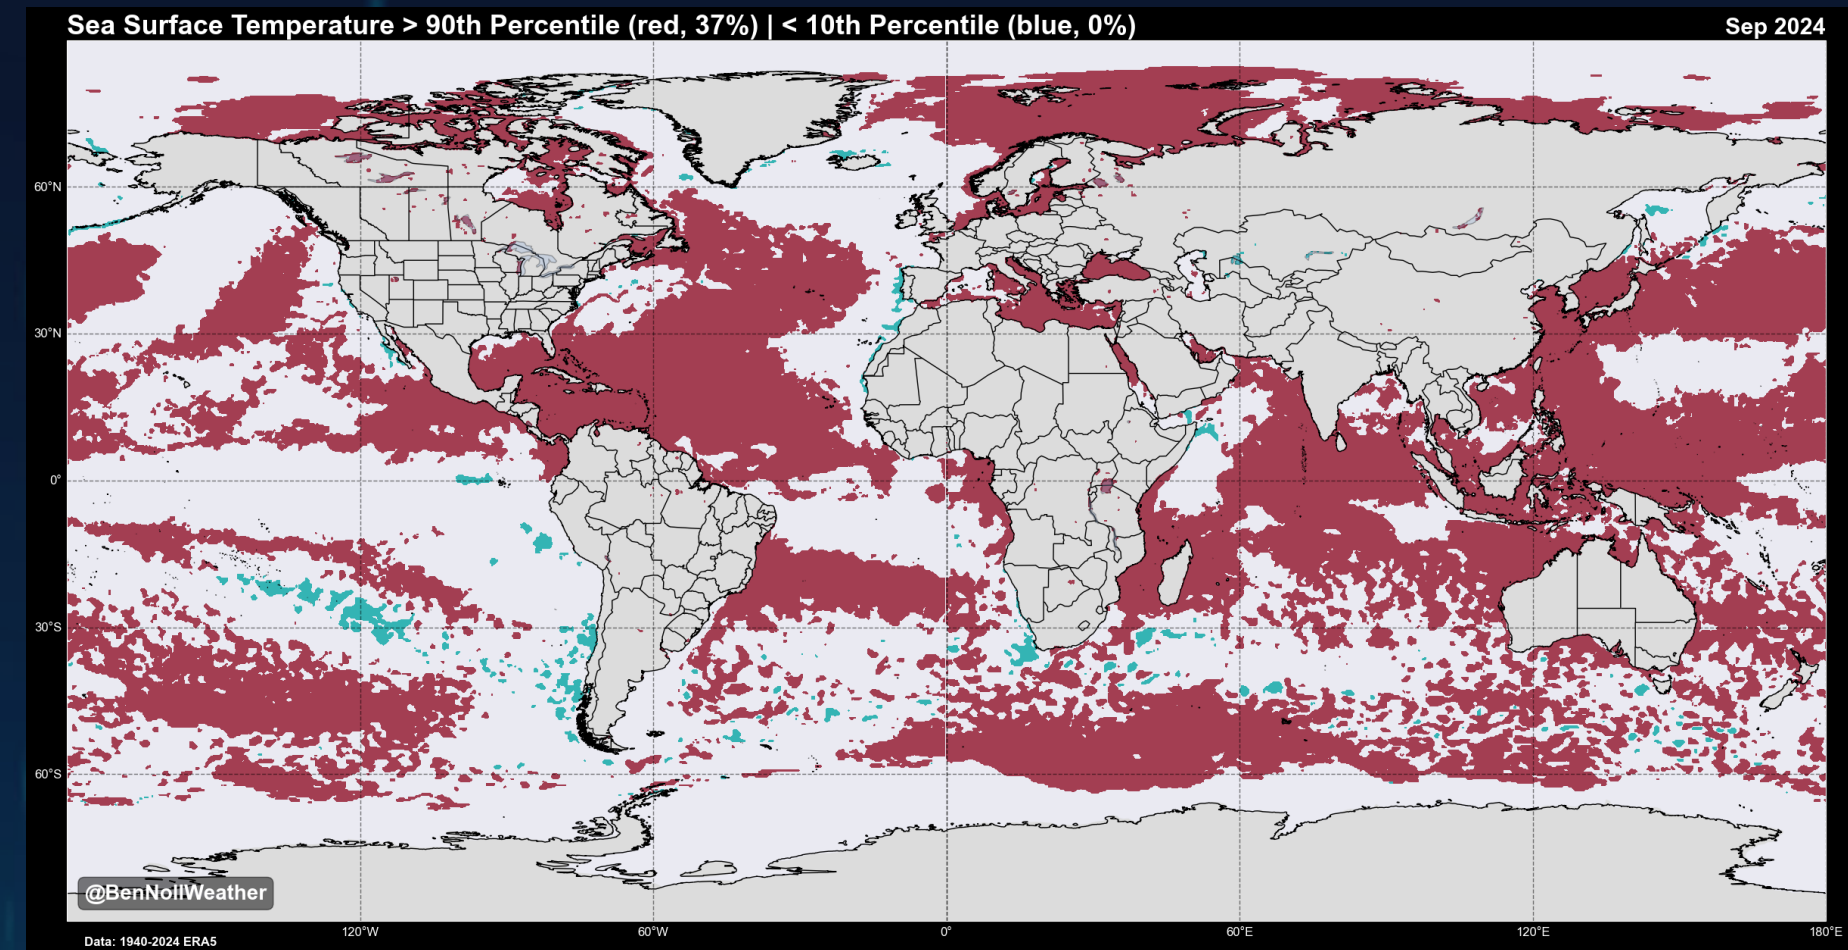 Sea Surface Temperature > 90th Percentile (red, 37%) | < 10th Percentile (blue, 0%)
Sep 2024
60°N
30°N
0°
30°S
60°S
@BenNollWeather
120°W
60°W
0°
60°E
120°E
180°E
Data: 1940-2024 ERA5